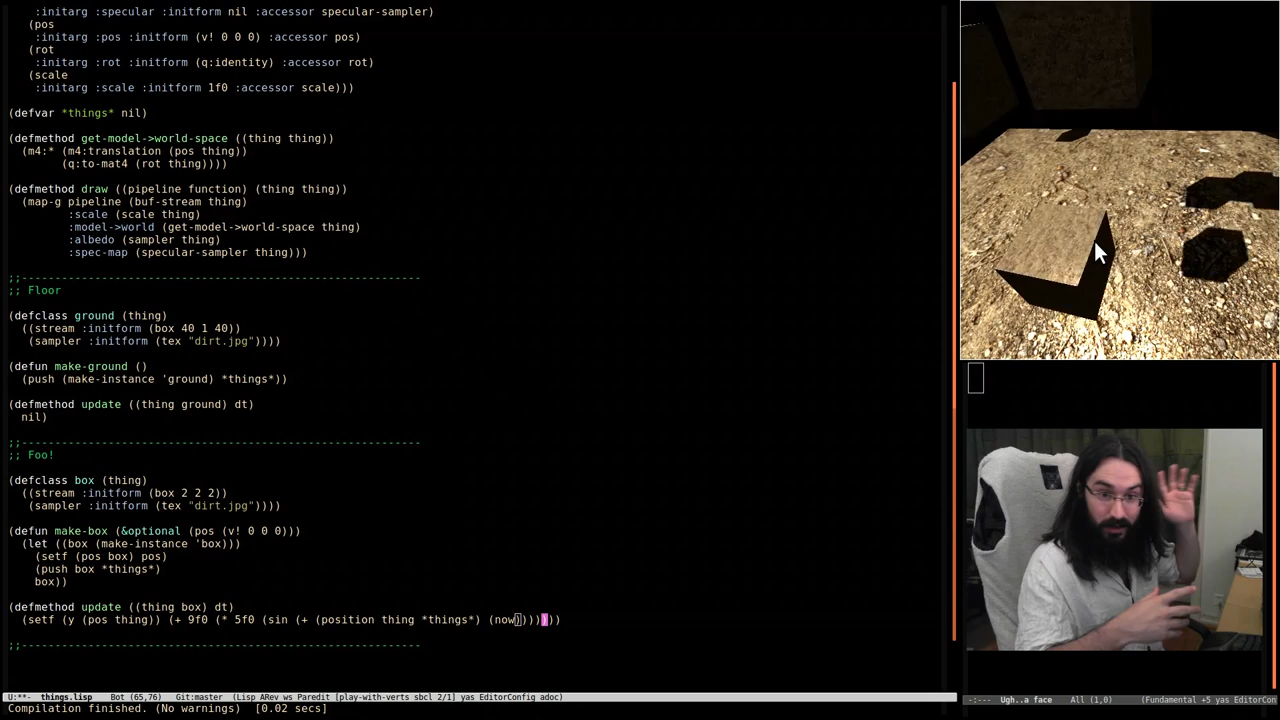 :initarg :specular :initform nil :accessor specular-sampler)
(pos
:initarg :pos :initform (v! 0 0 0) :accessor pos)
(rot
:initarg :rot :initform (q:identity) :accessor rot)
(scale
:initarg :scale :initform 1f0 :accessor scale)))
(defvar *things* nil)
(defmethod get-model->world-space ((thing thing))
(m4:* (m4:translation (pos thing))
(q:to-mat4 (rot thing))))
(defmethod draw ((pipeline function) (thing thing))
(map-g pipeline (buf-stream thing)
:scale (scale thing)
:model->world (get-model->world-space thing)
:albedo (sampler thing)
:spec-map (specular-sampler thing)))
;;--------------------------------------------------------------
;; Floor
(defclass ground (thing)
((stream :initform (box 40 1 40))
(sampler :initform (tex "dirt.jpg"))))
(defun make-ground ()
(push (make-instance 'ground) *things*))
(defmethod update ((thing ground) dt)
nil)
;;--------------------------------------------------------------
;; Foo!
(defclass box (thing)
((stream :initform (box 2 2 2))
(sampler :initform (tex "dirt.jpg"))))
(defun make-box (&optional (pos (v! 0 0 0)))
(let ((box (make-instance 'box)))
(setf (pos box) pos)
(push box *things*)
box))
(defmethod update ((thing box) dt)
(setf (y (pos thing)) (+ 9f0 (* 5f0 (sin (+ (position thing *things*) (now)))))))
;;--------------------------------------------------------------
U:**-  things.lisp    Bot (65,76)   Git:master  (Lisp ARev ws Paredit [play-with-verts sbcl 2/1] yas EditorConfig adoc)
-:---  Ugh..a face   All (1,0)     (Fundamental +5 yas EditorCon
Compilation finished. (No warnings)  [0.02 secs]